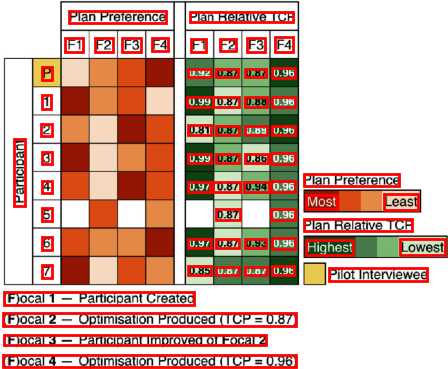 Plan Preference Plan Relative TCP
F1 F2 F3 F4 F1 F2 F3 F4
P 0.92 0.87 0.87 0.96
1 0.99 0.87 0.88 0.96
2 0.81 0.87 0.89 0.96
3 0.99 0.87 0.86 0.96
4 0.97 0.87 0.94 0.96
5 0.87 0.96
6 0.97 0.87 0.93 0.96
7 0.85 0.87 0.87 0.96
Participant
Plan Preference
Most Least
Plan Relative TCP
Highest Lowest
Pilot Interviewee
(F)ocal 1 — Participant Created
(F)ocal 2 — Optimisation Produced (TCP = 0.87)
(F)ocal 3 — Participant Improved of Focal 2
(F)ocal 4 — Optimisation Produced (TCP = 0.96)